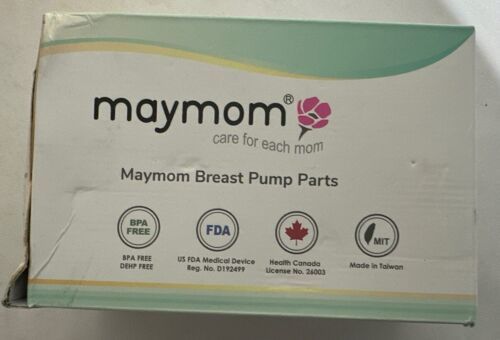 maymom®
care for each mom
Maymom Breast Pump Parts
BPA
FREE
BPA FREE
DEHP FREE
FDA
US FDA Medical Device
Reg. No. D192499
Health Canada
License No. 26003
MIT
Made in Taiwan